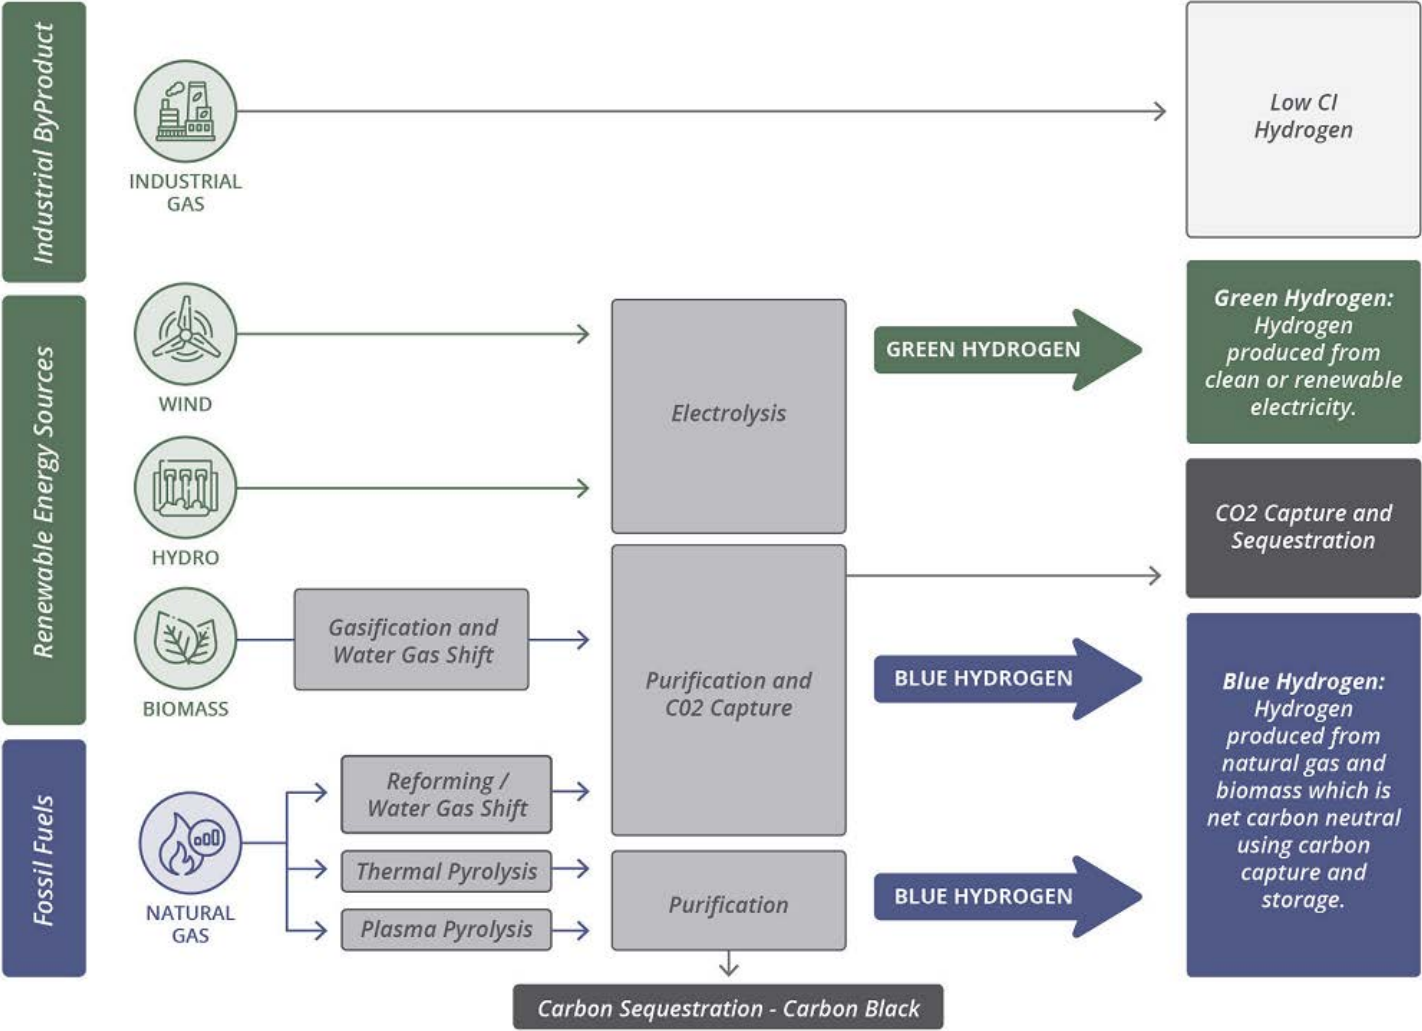 Industrial ByProduct
INDUSTRIAL
GAS
Low CI
Hydrogen
Renewable Energy Sources
WIND
HYDRO
BIOMASS
Gasification and
Water Gas Shift
Electrolysis
Purification and
C02 Capture
GREEN HYDROGEN
Green Hydrogen:
Hydrogen
produced from
clean or renewable
electricity.
CO2 Capture and
Sequestration
BLUE HYDROGEN
Blue Hydrogen:
Hydrogen
produced from
natural gas and
biomass which is
net carbon neutral
using carbon
capture and
storage.
Fossil Fuels
NATURAL
GAS
Reforming /
Water Gas Shift
Thermal Pyrolysis
Plasma Pyrolysis
Purification
BLUE HYDROGEN
Carbon Sequestration - Carbon Black